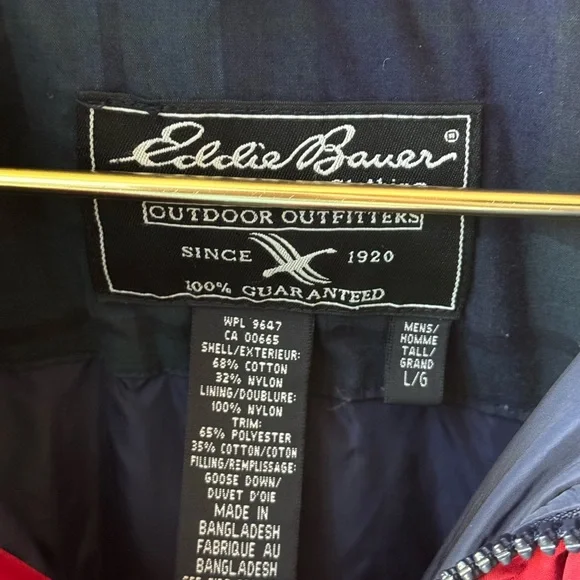 Eddie Bauer ®
OUTDOOR OUTFITTERS
SINCE 1920
100% GUARANTEED
WPL 9647
CA 00665
SHELL/EXTERIEUR:
68% COTTON
32% NYLON
LINING/DOUBLURE:
100% NYLON
TRIM:
65% POLYESTER
35% COTTON/COTON
FILLING/REMPLISSAGE:
GOOSE DOWN/
DUVET D'OIE
MADE IN
BANGLADESH
FABRIQUE AU
BANGLADESH
MENS/
HOMME
TALL/
GRAND
L/G